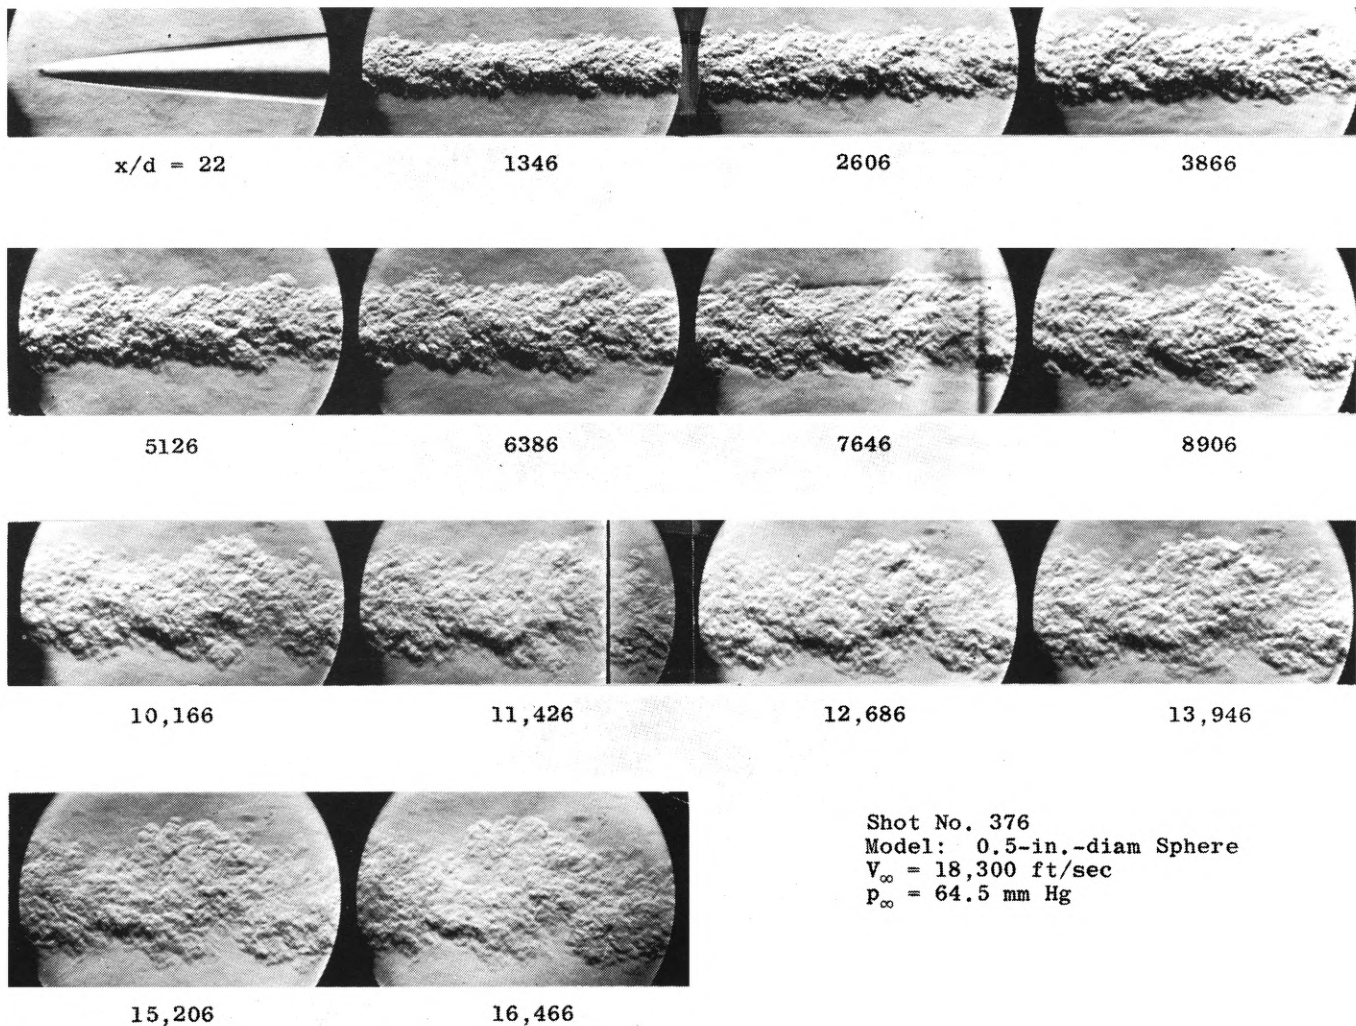 x/d = 22 1346 2606 3866
5126 6386 7646 8906
10,166 11,426 12,686 13,946
Shot No. 376
Model: 0.5-in.-diam Sphere
V∞ = 18,300 ft/sec
p∞ = 64.5 mm Hg
15,206 16,466